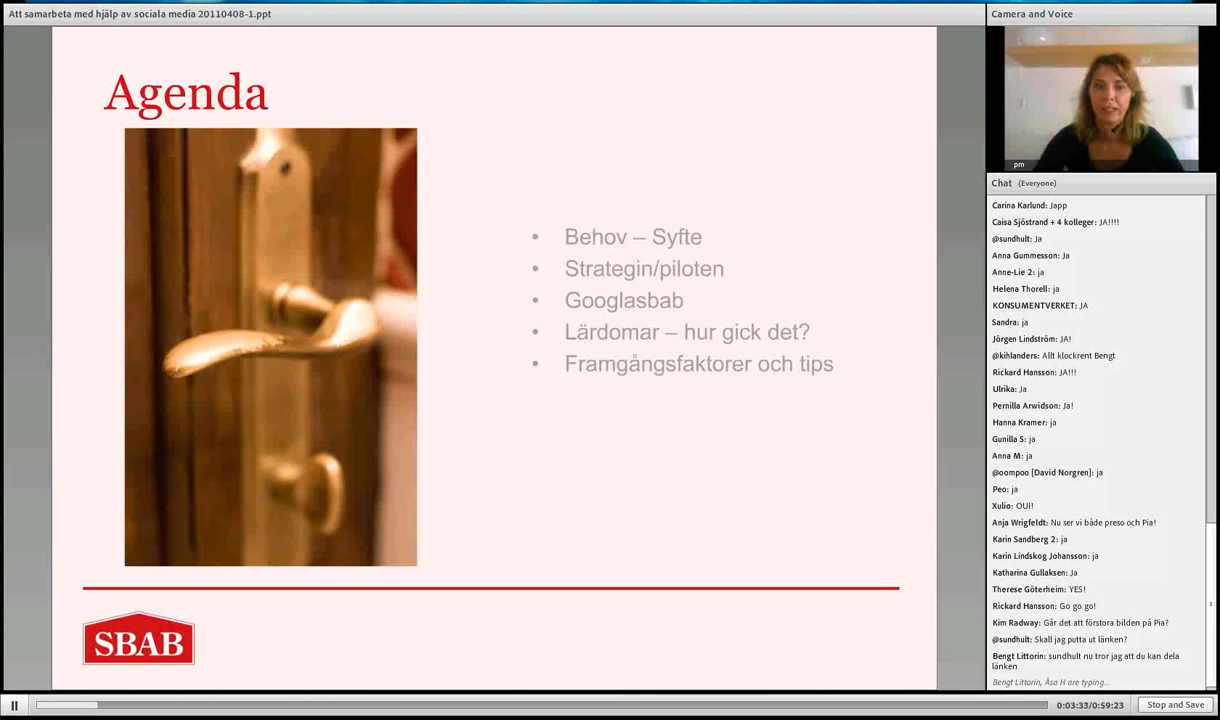 Att samarbeta med hjälp av sociala media 20110408-1.ppt
Agenda
• Behov – Syfte
• Strategin/piloten
• Googlasbab
• Lärdomar – hur gick det?
• Framgångsfaktorer och tips
SBAB
Camera and Voice
pm
Chat (Everyone)
Carina Karlund: Japp
Caisa Sjöstrand + 4 kolleger: JA!!!!
@sundhult: Ja
Anna Gummesson: Ja
Anne-Lie 2: ja
Helena Thorell: ja
KONSUMENTVERKET: JA
Sandra: ja
Jörgen Lindström: JA!
@kihlanders: Allt klockrent Bengt
Rickard Hansson: JA!!!
Ulrika: Ja
Pernilla Arwidson: Ja!
Hanna Kramer: ja
Gunilla S: ja
Anna M: ja
@oompoo [David Norgren]: ja
Peo: ja
Xulio: OUI!
Anja Wrigfeldt: Nu ser vi både preso och Pia!
Karin Sandberg 2: ja
Karin Lindskog Johansson: ja
Katharina Gullaksen: Ja
Therese Göterheim: YES!
Rickard Hansson: Go go go!
Kim Radway: Går det att förstora bilden på Pia?
@sundhult: Skall jag putta ut länken?
Bengt Littorin: sundhult nu tror jag att du kan dela
länken
Bengt Littorin, Åsa H are typing...
0:03:33/0:59:23
Stop and Save